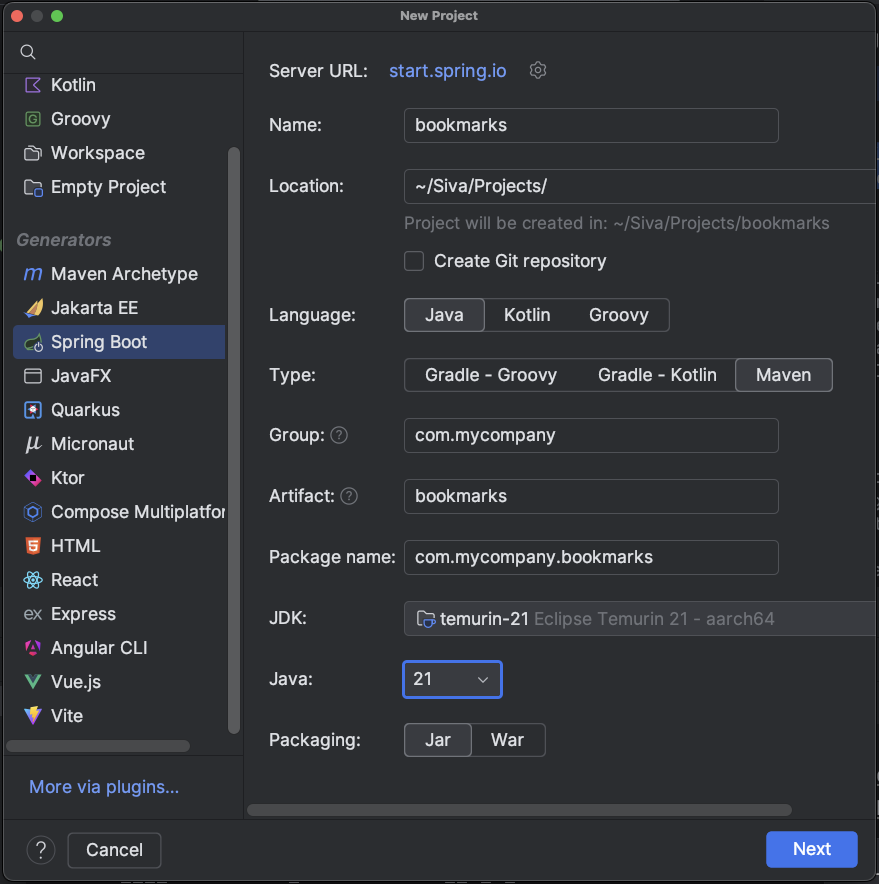 New Project
Kotlin
Groovy
Workspace
Empty Project
Generators
Maven Archetype
Jakarta EE
Spring Boot
JavaFX
Quarkus
Micronaut
Ktor
Compose Multiplatfor
HTML
React
Express
Angular CLI
Vue.js
Vite
More via plugins...
Server URL: start.spring.io
Name: bookmarks
Location: ~/Siva/Projects/
Project will be created in: ~/Siva/Projects/bookmarks
Create Git repository
Language: Java Kotlin Groovy
Type: Gradle - Groovy Gradle - Kotlin Maven
Group: ? com.mycompany
Artifact: ? bookmarks
Package name: com.mycompany.bookmarks
JDK: temurin-21 Eclipse Temurin 21 - aarch64
Java: 21
Packaging: Jar War
? Cancel Next